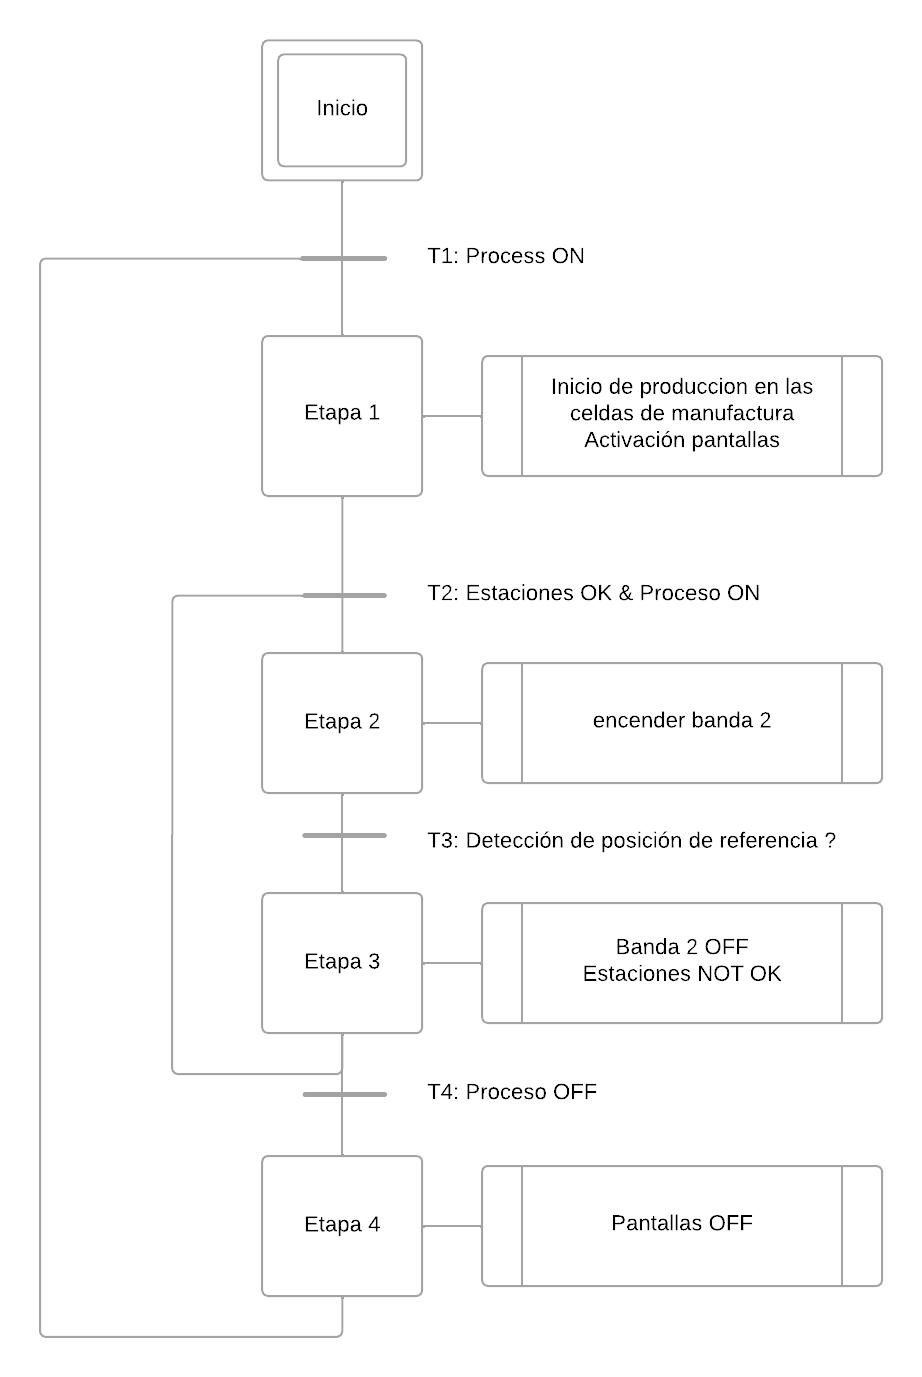 Inicio
T1: Process ON
Etapa 1
Inicio de produccion en las
celdas de manufactura
Activación pantallas
T2: Estaciones OK & Proceso ON
Etapa 2
encender banda 2
T3: Detección de posición de referencia ?
Etapa 3
Banda 2 OFF
Estaciones NOT OK
T4: Proceso OFF
Etapa 4
Pantallas OFF